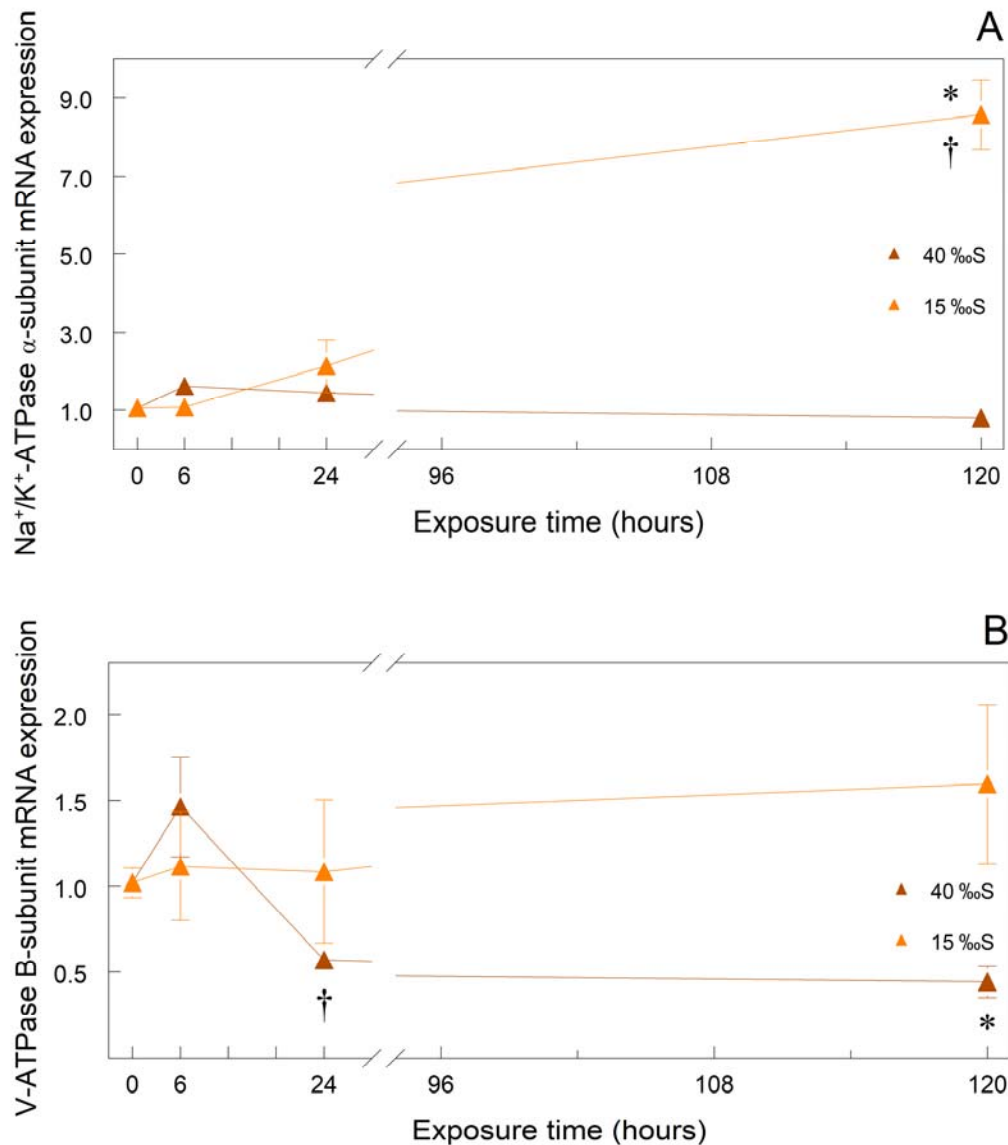 A
Na⁺/K⁺-ATPase α-subunit mRNA expression
9.0
7.0
5.0
3.0
1.0
*
†
40 ‰S
15 ‰S
0 6 24 96 108 120
Exposure time (hours)
B
V-ATPase B-subunit mRNA expression
2.0
1.5
1.0
0.5
40 ‰S
15 ‰S
†
*
0 6 24 96 108 120
Exposure time (hours)